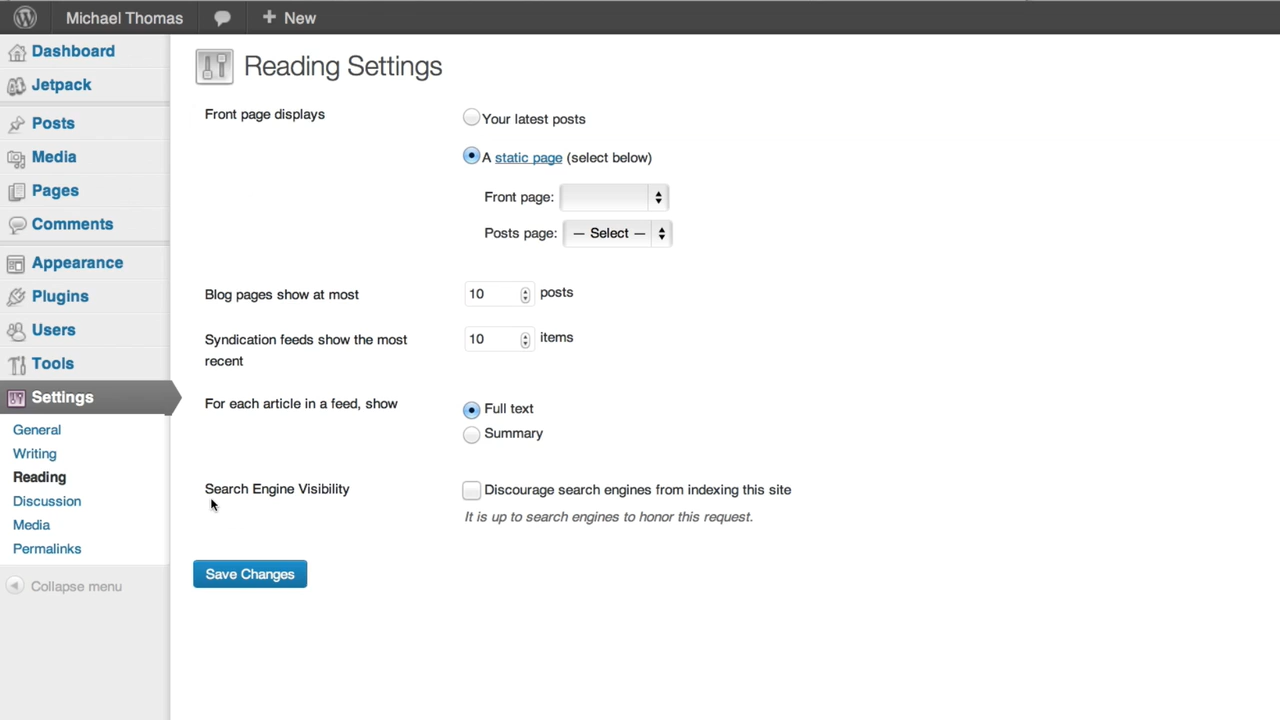 Michael Thomas
New
Dashboard
Jetpack
Posts
Media
Pages
Comments
Appearance
Plugins
Users
Tools
Settings
General
Writing
Reading
Discussion
Media
Permalinks
Collapse menu
Reading Settings
Front page displays
Your latest posts
A static page (select below)
Front page:
Posts page: — Select —
Blog pages show at most 10 posts
Syndication feeds show the most
recent
10 items
For each article in a feed, show
Full text
Summary
Search Engine Visibility
Discourage search engines from indexing this site
It is up to search engines to honor this request.
Save Changes